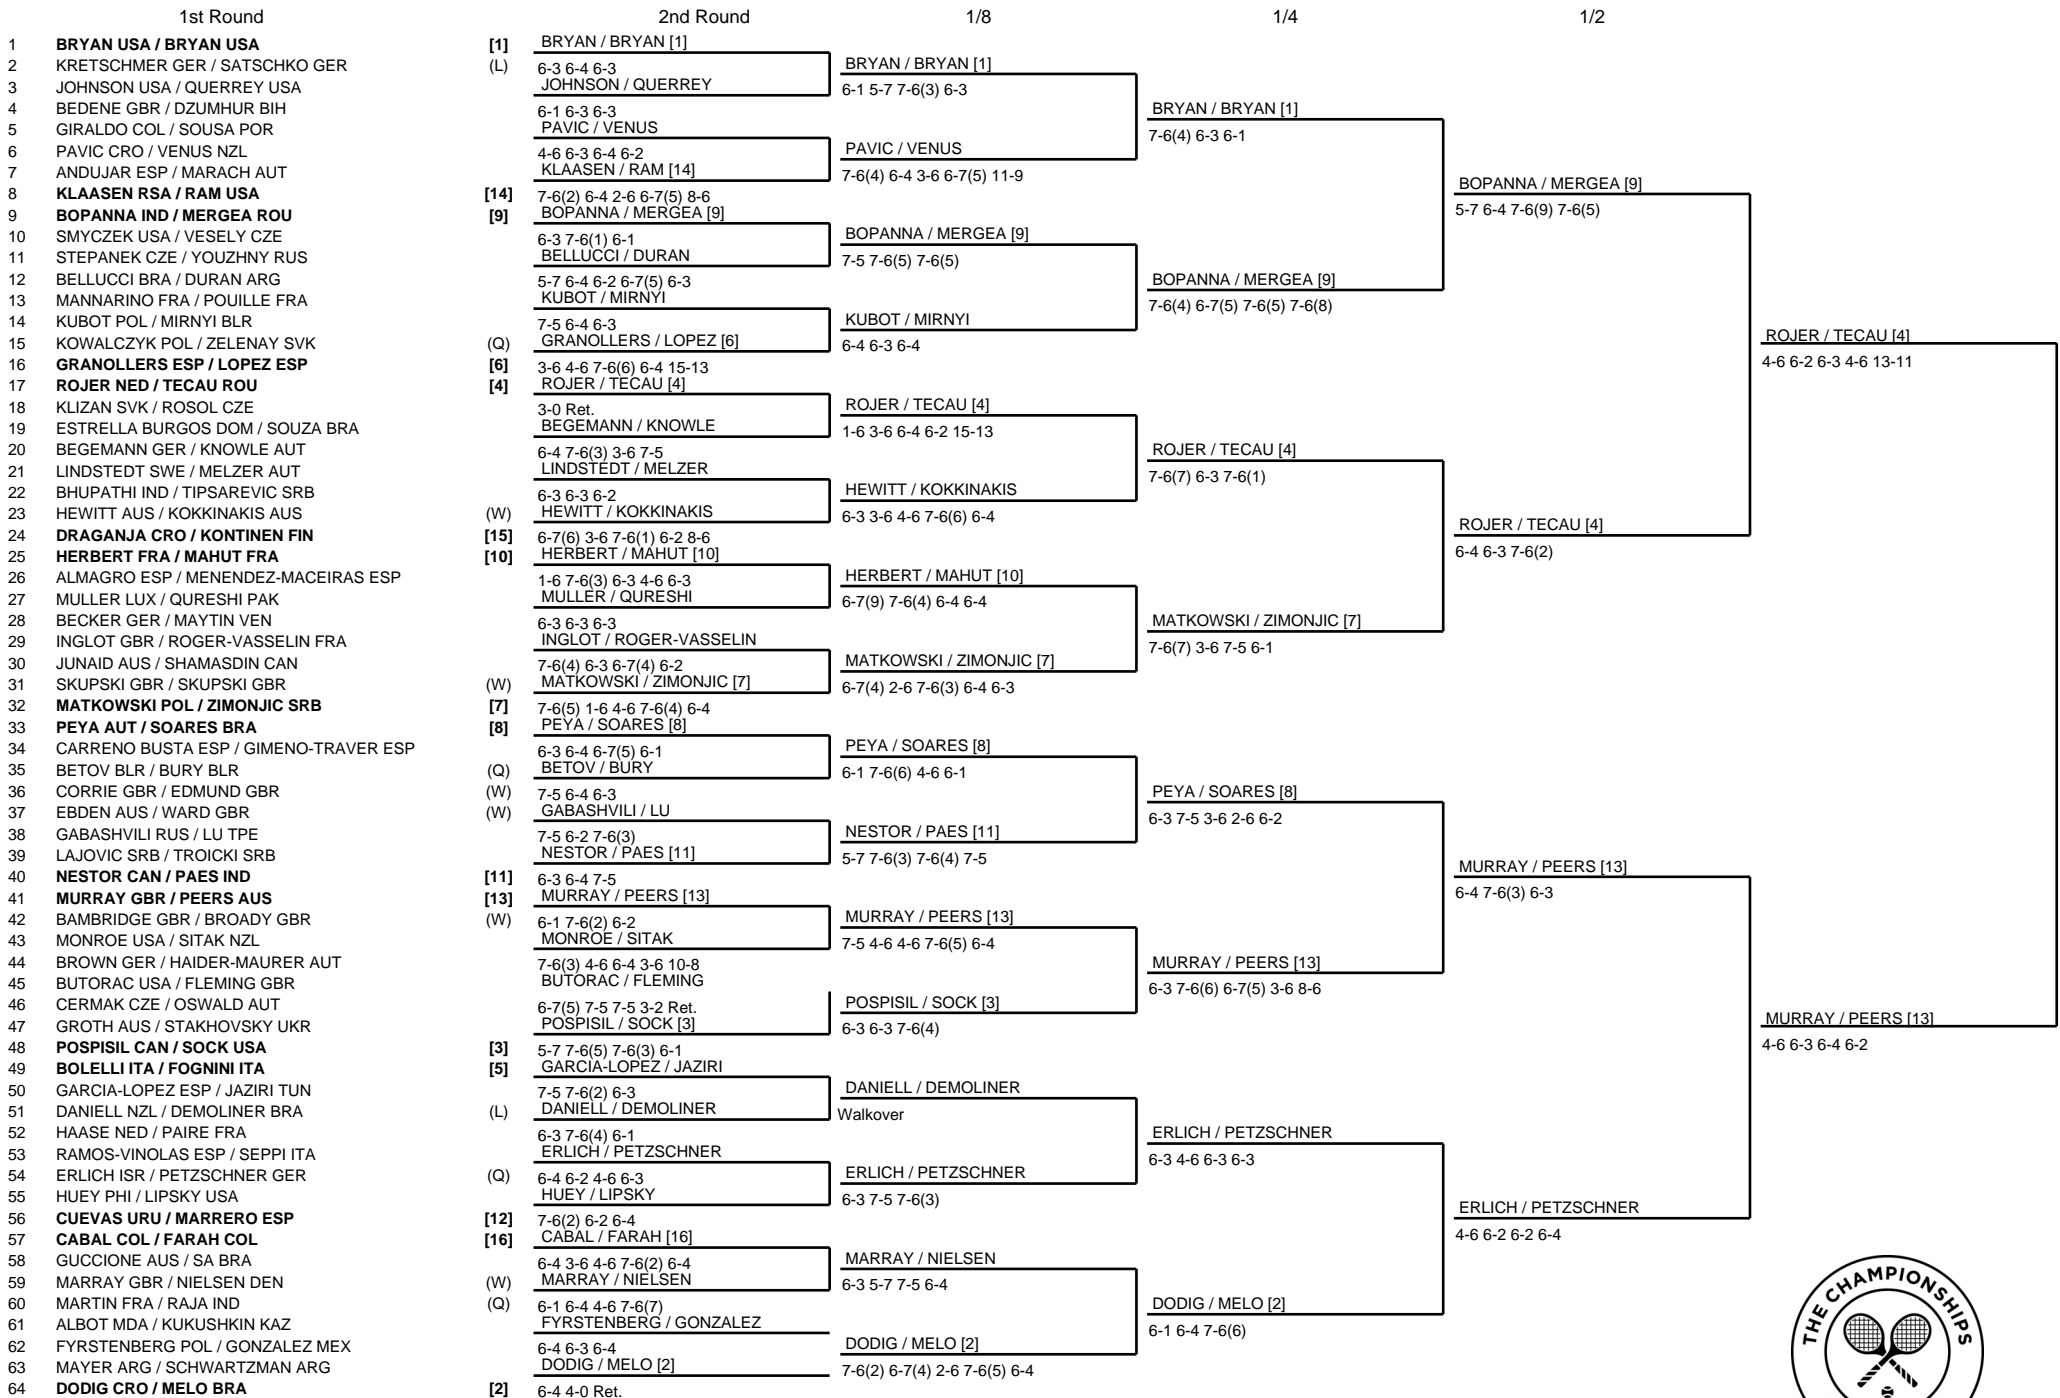 1st Round 2nd Round 1/8 1/4 1/2
1 BRYAN USA / BRYAN USA [1]
2 KRETSCHMER GER / SATSCHKO GER (L)
3 JOHNSON USA / QUERREY USA
4 BEDENE GBR / DZUMHUR BIH
5 GIRALDO COL / SOUSA POR
6 PAVIC CRO / VENUS NZL
7 ANDUJAR ESP / MARACH AUT
8 KLAASEN RSA / RAM USA [14]
9 BOPANNA IND / MERGEA ROU [9]
10 SMYCZEK USA / VESELY CZE
11 STEPANEK CZE / YOUZHNY RUS
12 BELLUCCI BRA / DURAN ARG
13 MANNARINO FRA / POUILLE FRA
14 KUBOT POL / MIRNYI BLR
15 KOWALCZYK POL / ZELENAY SVK (Q)
16 GRANOLLERS ESP / LOPEZ ESP [6]
17 ROJER NED / TECAU ROU [4]
18 KLIZAN SVK / ROSOL CZE
19 ESTRELLA BURGOS DOM / SOUZA BRA
20 BEGEMANN GER / KNOWLE AUT
21 LINDSTEDT SWE / MELZER AUT
22 BHUPATHI IND / TIPSAREVIC SRB
23 HEWITT AUS / KOKKINAKIS AUS (W)
24 DRAGANJA CRO / KONTINEN FIN [15]
25 HERBERT FRA / MAHUT FRA [10]
26 ALMAGRO ESP / MENENDEZ-MACEIRAS ESP
27 MULLER LUX / QURESHI PAK
28 BECKER GER / MAYTIN VEN
29 INGLOT GBR / ROGER-VASSELIN FRA
30 JUNAID AUS / SHAMASDIN CAN
31 SKUPSKI GBR / SKUPSKI GBR (W)
32 MATKOWSKI POL / ZIMONJIC SRB [7]
33 PEYA AUT / SOARES BRA [8]
34 CARRENO BUSTA ESP / GIMENO-TRAVER ESP
35 BETOV BLR / BURY BLR (Q)
36 CORRIE GBR / EDMUND GBR (W)
37 EBDEN AUS / WARD GBR (W)
38 GABASHVILI RUS / LU TPE
39 LAJOVIC SRB / TROICKI SRB
40 NESTOR CAN / PAES IND [11]
41 MURRAY GBR / PEERS AUS [13]
42 BAMBRIDGE GBR / BROADY GBR (W)
43 MONROE USA / SITAK NZL
44 BROWN GER / HAIDER-MAURER AUT
45 BUTORAC USA / FLEMING GBR
46 CERMAK CZE / OSWALD AUT
47 GROTH AUS / STAKHOVSKY UKR
48 POSPISIL CAN / SOCK USA [3]
49 BOLELLI ITA / FOGNINI ITA [5]
50 GARCIA-LOPEZ ESP / JAZIRI TUN
51 DANIELL NZL / DEMOLINER BRA (L)
52 HAASE NED / PAIRE FRA
53 RAMOS-VINOLAS ESP / SEPPI ITA
54 ERLICH ISR / PETZSCHNER GER (Q)
55 HUEY PHI / LIPSKY USA
56 CUEVAS URU / MARRERO ESP [12]
57 CABAL COL / FARAH COL [16]
58 GUCCIONE AUS / SA BRA
59 MARRAY GBR / NIELSEN DEN (W)
60 MARTIN FRA / RAJA IND (Q)
61 ALBOT MDA / KUKUSHKIN KAZ
62 FYRSTENBERG POL / GONZALEZ MEX
63 MAYER ARG / SCHWARTZMAN ARG
64 DODIG CRO / MELO BRA [2]
BRYAN / BRYAN [1]
6-3 6-4 6-3
JOHNSON / QUERREY
6-1 6-3 6-3
PAVIC / VENUS
4-6 6-3 6-4 6-2
KLAASEN / RAM [14]
7-6(2) 6-4 2-6 6-7(5) 8-6
BOPANNA / MERGEA [9]
6-3 7-6(1) 6-1
BELLUCCI / DURAN
5-7 6-4 6-2 6-7(5) 6-3
KUBOT / MIRNYI
7-5 6-4 6-3
GRANOLLERS / LOPEZ [6]
3-6 4-6 7-6(6) 6-4 15-13
ROJER / TECAU [4]
3-0 Ret.
BEGEMANN / KNOWLE
6-4 7-6(3) 3-6 7-5
LINDSTEDT / MELZER
6-3 6-3 6-2
HEWITT / KOKKINAKIS
6-7(6) 3-6 7-6(1) 6-2 8-6
HERBERT / MAHUT [10]
1-6 7-6(3) 6-3 4-6 6-3
MULLER / QURESHI
6-3 6-3 6-3
INGLOT / ROGER-VASSELIN
7-6(4) 6-3 6-7(4) 6-2
MATKOWSKI / ZIMONJIC [7]
7-6(5) 1-6 4-6 7-6(4) 6-4
PEYA / SOARES [8]
6-3 6-4 6-7(5) 6-1
BETOV / BURY
7-5 6-4 6-3
GABASHVILI / LU
7-5 6-2 7-6(3)
NESTOR / PAES [11]
6-3 6-4 7-5
MURRAY / PEERS [13]
6-1 7-6(2) 6-2
MONROE / SITAK
7-6(3) 4-6 6-4 3-6 10-8
BUTORAC / FLEMING
6-7(5) 7-5 7-5 3-2 Ret.
POSPISIL / SOCK [3]
5-7 7-6(5) 7-6(3) 6-1
GARCIA-LOPEZ / JAZIRI
7-5 7-6(2) 6-3
DANIELL / DEMOLINER
6-3 7-6(4) 6-1
ERLICH / PETZSCHNER
6-4 6-2 4-6 6-3
HUEY / LIPSKY
7-6(2) 6-2 6-4
CABAL / FARAH [16]
6-4 3-6 4-6 7-6(2) 6-4
MARRAY / NIELSEN
6-1 6-4 4-6 7-6(7)
FYRSTENBERG / GONZALEZ
6-4 6-3 6-4
DODIG / MELO [2]
6-4 4-0 Ret.
BRYAN / BRYAN [1]
6-1 5-7 7-6(3) 6-3
PAVIC / VENUS
7-6(4) 6-4 3-6 6-7(5) 11-9
BOPANNA / MERGEA [9]
7-5 7-6(5) 7-6(5)
KUBOT / MIRNYI
6-4 6-3 6-4
ROJER / TECAU [4]
1-6 3-6 6-4 6-2 15-13
HEWITT / KOKKINAKIS
6-3 3-6 4-6 7-6(6) 6-4
HERBERT / MAHUT [10]
6-7(9) 7-6(4) 6-4 6-4
MATKOWSKI / ZIMONJIC [7]
6-7(4) 2-6 7-6(3) 6-4 6-3
PEYA / SOARES [8]
6-1 7-6(6) 4-6 6-1
NESTOR / PAES [11]
5-7 7-6(3) 7-6(4) 7-5
MURRAY / PEERS [13]
7-5 4-6 4-6 7-6(5) 6-4
POSPISIL / SOCK [3]
6-3 6-3 7-6(4)
DANIELL / DEMOLINER
Walkover
ERLICH / PETZSCHNER
6-3 7-5 7-6(3)
MARRAY / NIELSEN
6-3 5-7 7-5 6-4
DODIG / MELO [2]
7-6(2) 6-7(4) 2-6 7-6(5) 6-4
BRYAN / BRYAN [1]
7-6(4) 6-3 6-1
BOPANNA / MERGEA [9]
7-6(4) 6-7(5) 7-6(5) 7-6(8)
ROJER / TECAU [4]
7-6(7) 6-3 7-6(1)
MATKOWSKI / ZIMONJIC [7]
7-6(7) 3-6 7-5 6-1
PEYA / SOARES [8]
6-3 7-5 3-6 2-6 6-2
MURRAY / PEERS [13]
6-3 7-6(6) 6-7(5) 3-6 8-6
ERLICH / PETZSCHNER
6-3 4-6 6-3 6-3
DODIG / MELO [2]
6-1 6-4 7-6(6)
BOPANNA / MERGEA [9]
5-7 6-4 7-6(9) 7-6(5)
ROJER / TECAU [4]
6-4 6-3 7-6(2)
MURRAY / PEERS [13]
6-4 7-6(3) 6-3
ERLICH / PETZSCHNER
4-6 6-2 6-2 6-4
ROJER / TECAU [4]
4-6 6-2 6-3 4-6 13-11
MURRAY / PEERS [13]
4-6 6-3 6-4 6-2
THE CHAMPIONSHIPS